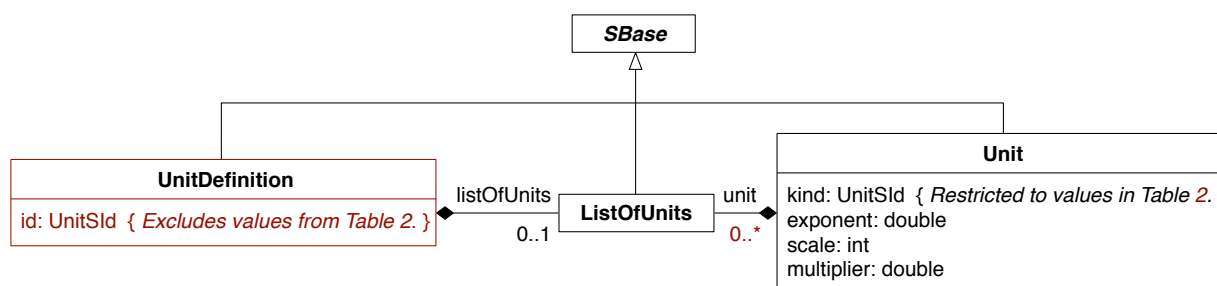 SBase
UnitDefinition
id: UnitSId { Excludes values from Table 2. }
listOfUnits
0..1
ListOfUnits
unit
0..*
Unit
kind: UnitSId { Restricted to values in Table 2.
exponent: double
scale: int
multiplier: double